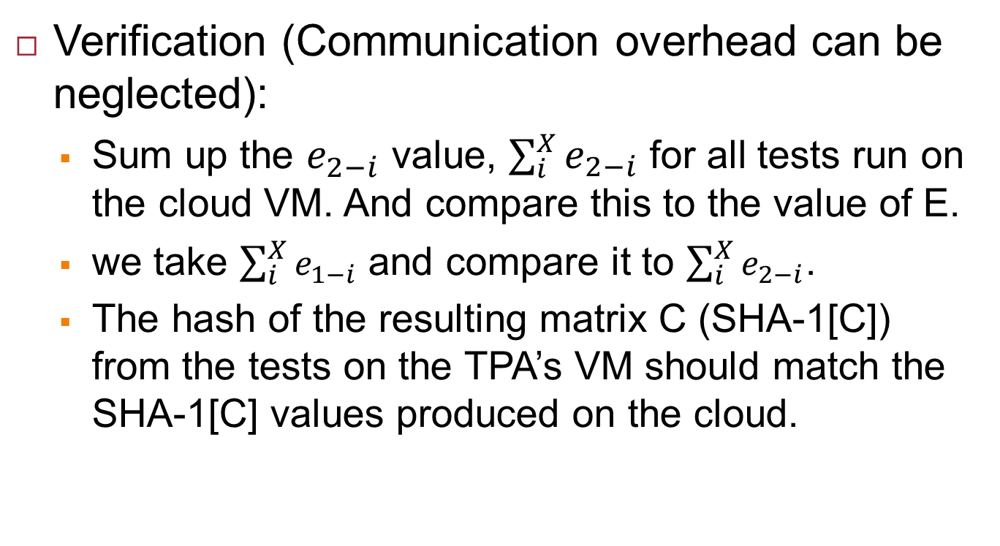 □ Verification (Communication overhead can be
neglected):
▪ Sum up the $e_{2-i}$ value, $\sum_{i}^{X} e_{2-i}$ for all tests run on
the cloud VM. And compare this to the value of E.
▪ we take $\sum_{i}^{X} e_{1-i}$ and compare it to $\sum_{i}^{X} e_{2-i}$.
▪ The hash of the resulting matrix C (SHA-1[C])
from the tests on the TPA’s VM should match the
SHA-1[C] values produced on the cloud.